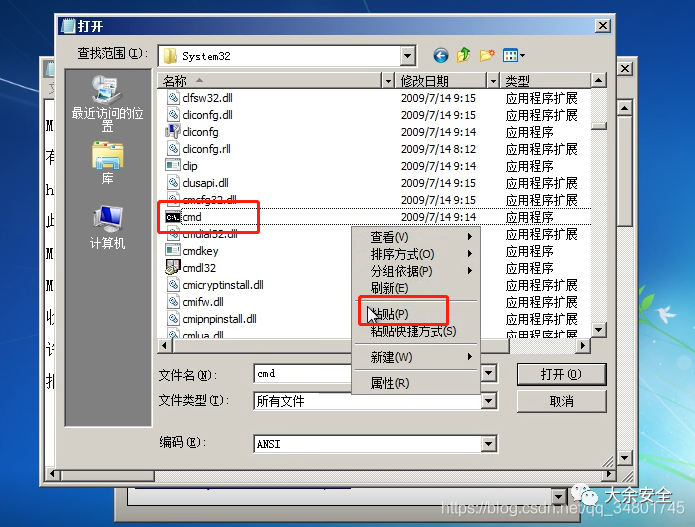 打开
查找范围(I):
System32
名称
修改日期
类型
最近访问的位置
库
计算机
clfsw32.dll 2009/7/14 9:15 应用程序扩展
cliconfg.dll 2009/7/14 9:15 应用程序扩展
cliconfg 2009/7/14 9:14 应用程序
cliconfg.rll 2009/7/14 8:12 应用程序扩展
clip 2009/7/14 9:14 应用程序
clusapi.dll 2009/7/14 9:15 应用程序扩展
cmcfg32.dll 2009/7/14 9:15 应用程序扩展
cmd 2009/7/14 9:14 应用程序
cmdial32.dll 应用程序扩展
cmdkey 应用程序
cmdl32 应用程序
cmicryptinstall.dll 应用程序扩展
cmifw.dll 应用程序扩展
cmipnpinstall.dll 应用程序扩展
cmlua.dll 应用程序扩展
查看(V)
排序方式(O)
分组依据(P)
刷新(E)
粘贴(P)
粘贴快捷方式(S)
新建(W)
属性(R)
文件名(N):
cmd
打开(O)
文件类型(T):
所有文件
取消
编码(E):
ANSI
大余安全
https://blog.csdn.net/qq_34801745